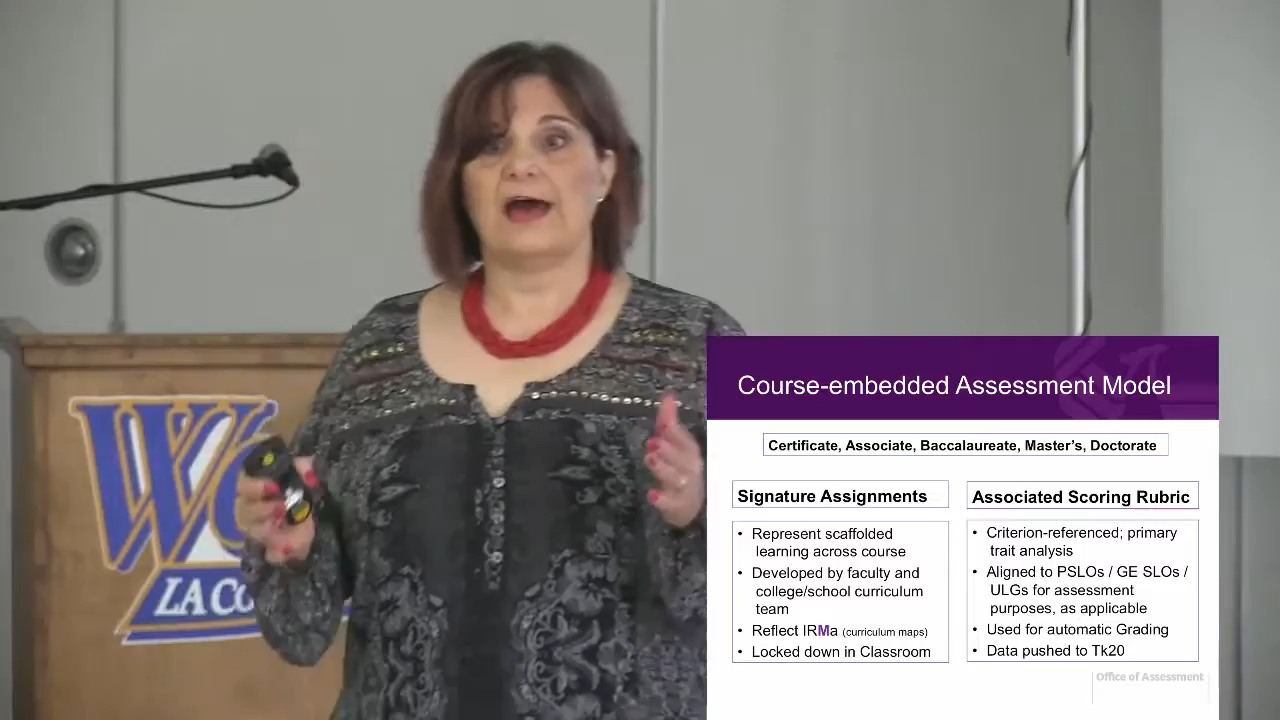 Course-embedded Assessment Model
Certificate, Associate, Baccalaureate, Master's, Doctorate
Signature Assignments
• Represent scaffolded
learning across course
• Developed by faculty and
college/school curriculum
team
• Reflect IRMa (curriculum maps)
• Locked down in Classroom
Associated Scoring Rubric
• Criterion-referenced; primary
trait analysis
• Aligned to PSLOs / GE SLOs /
ULGs for assessment
purposes, as applicable
• Used for automatic Grading
• Data pushed to Tk20
Office of Assessment
LA